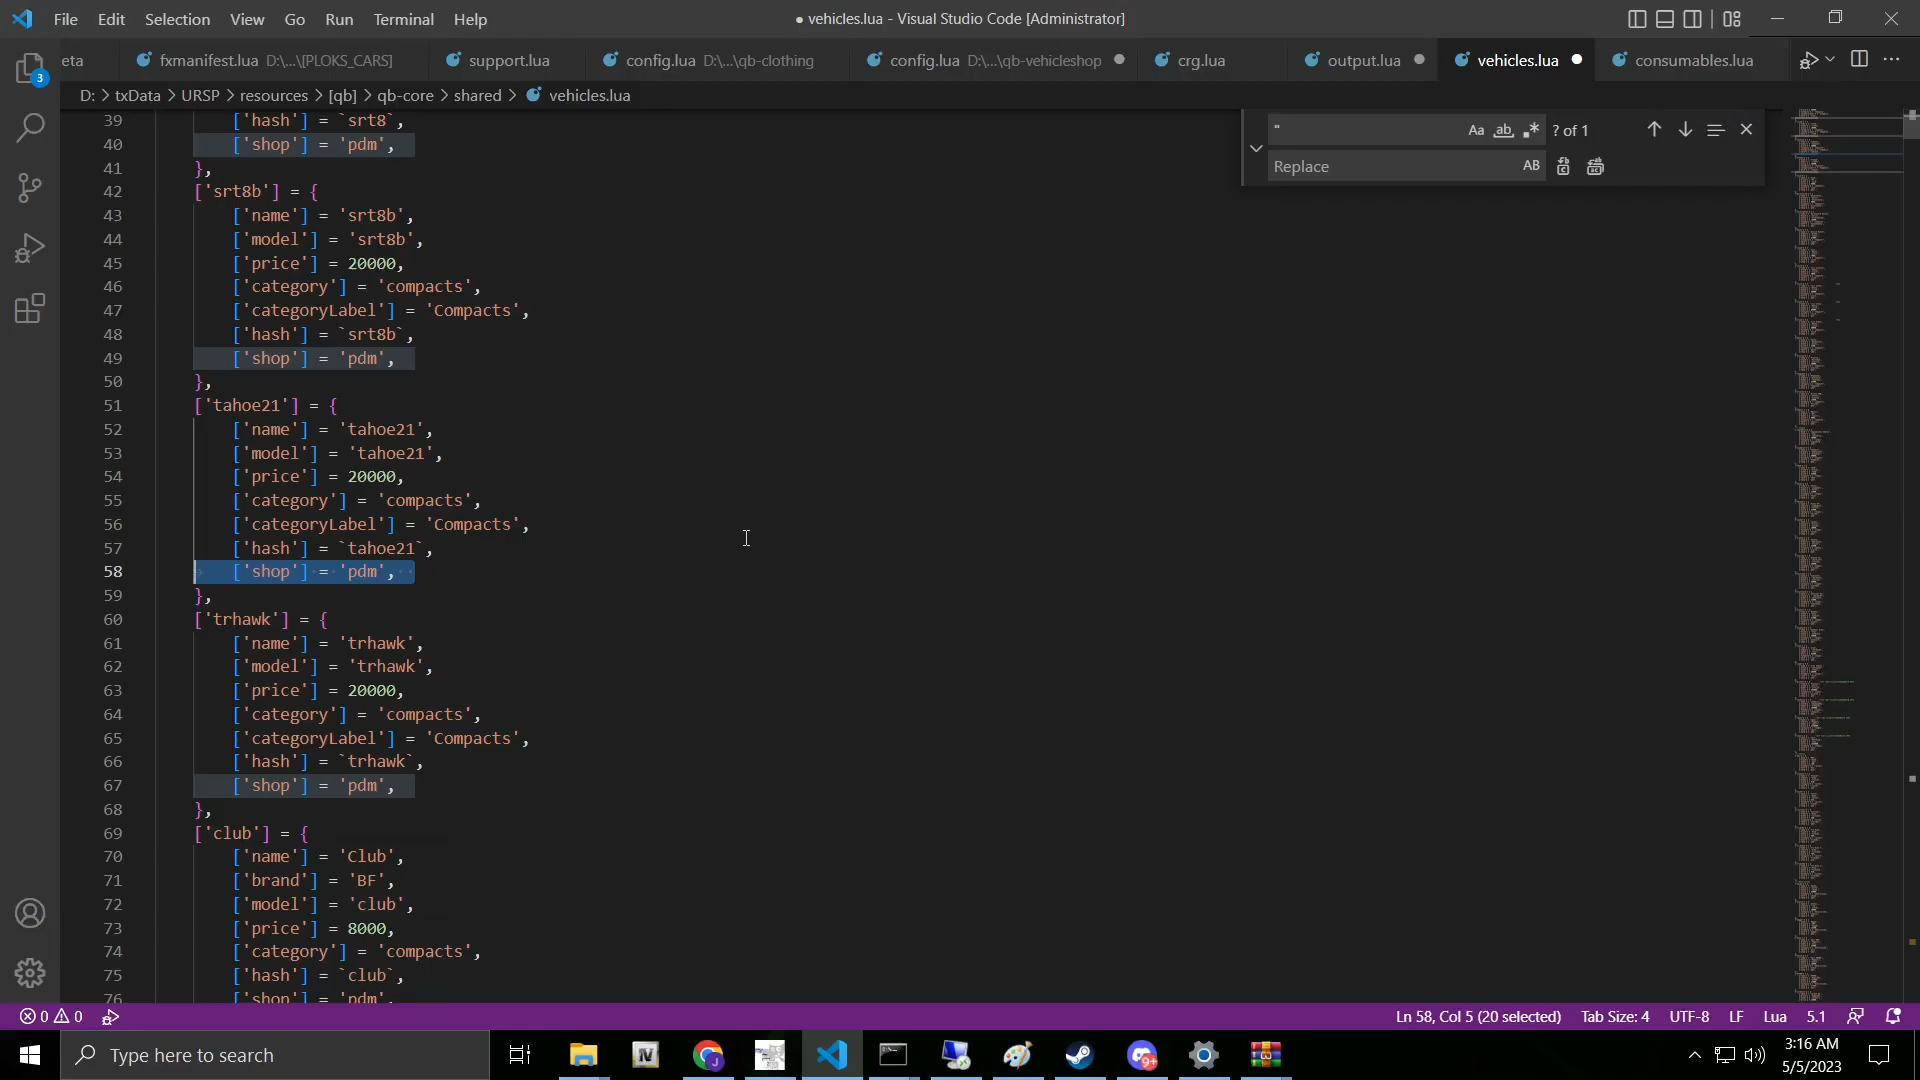 File Edit Selection View Go Run Terminal Help
● vehicles.lua - Visual Studio Code [Administrator]
eta
fxmanifest.lua D:\...\[PLOKS_CARS]
support.lua
config.lua D:\...\qb-clothing
config.lua D:\...\qb-vehicleshop
crg.lua
output.lua
vehicles.lua
consumables.lua
D: > txData > URSP > resources > [qb] > qb-core > shared > vehicles.lua
" Aa ab .* ? of 1
Replace AB
39 ['hash'] = `srt8`,
40 ['shop'] = 'pdm',
41 },
42 ['srt8b'] = {
43 ['name'] = 'srt8b',
44 ['model'] = 'srt8b',
45 ['price'] = 20000,
46 ['category'] = 'compacts',
47 ['categoryLabel'] = 'Compacts',
48 ['hash'] = `srt8b`,
49 ['shop'] = 'pdm',
50 },
51 ['tahoe21'] = {
52 ['name'] = 'tahoe21',
53 ['model'] = 'tahoe21',
54 ['price'] = 20000,
55 ['category'] = 'compacts',
56 ['categoryLabel'] = 'Compacts',
57 ['hash'] = `tahoe21`,
58 ['shop'] = 'pdm',
59 },
60 ['trhawk'] = {
61 ['name'] = 'trhawk',
62 ['model'] = 'trhawk',
63 ['price'] = 20000,
64 ['category'] = 'compacts',
65 ['categoryLabel'] = 'Compacts',
66 ['hash'] = `trhawk`,
67 ['shop'] = 'pdm',
68 },
69 ['club'] = {
70 ['name'] = 'Club',
71 ['brand'] = 'BF',
72 ['model'] = 'club',
73 ['price'] = 8000,
74 ['category'] = 'compacts',
75 ['hash'] = `club`,
76 ['shop'] = 'pdm',
3
0 0
Ln 58, Col 5 (20 selected) Tab Size: 4 UTF-8 LF Lua 5.1
Type here to search
J
9+
3:16 AM
5/5/2023